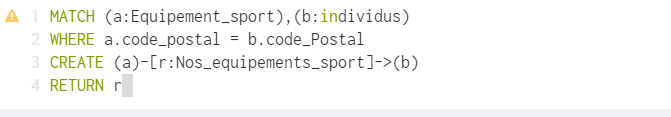 1 MATCH (a:Equipement_sport),(b:individus)
2 WHERE a.code_postal = b.code_Postal
3 CREATE (a)-[r:Nos_equipements_sport]->(b)
4 RETURN r